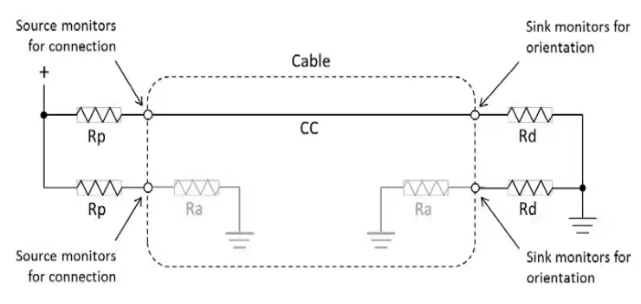 Source monitors
for connection
Sink monitors for
orientation
+
Cable
Rp
CC
Rd
Rp
Ra
Ra
Rd
Source monitors
for connection
Sink monitors for
orientation